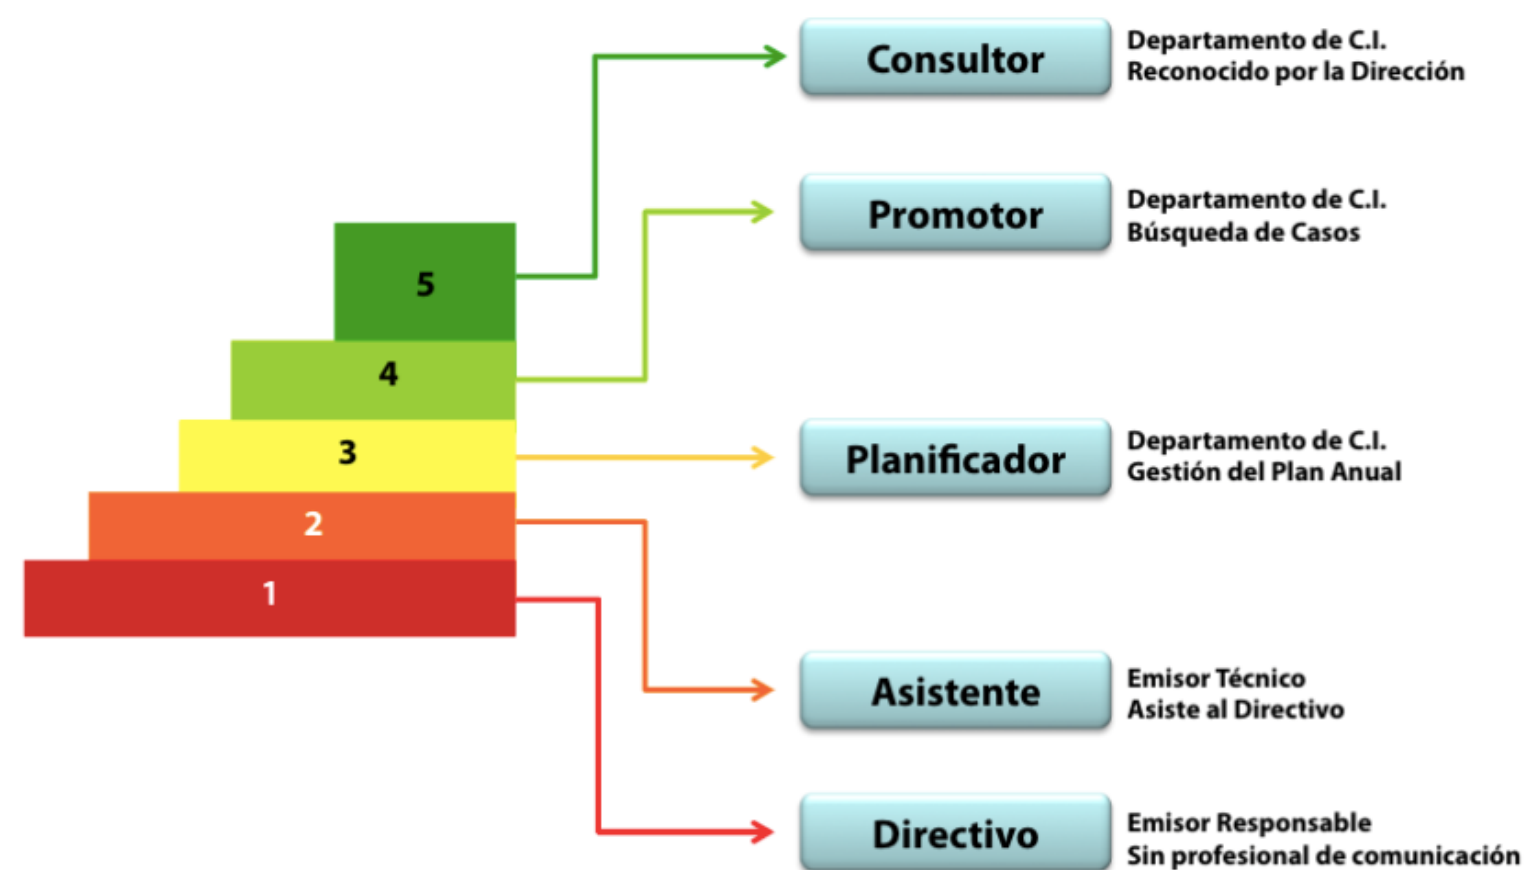 Consultor
Departamento de C.I.
Reconocido por la Dirección
Promotor
Departamento de C.I.
Búsqueda de Casos
5
4
3
2
1
Planificador
Departamento de C.I.
Gestión del Plan Anual
Asistente
Emisor Técnico
Asiste al Directivo
Directivo
Emisor Responsable
Sin profesional de comunicación